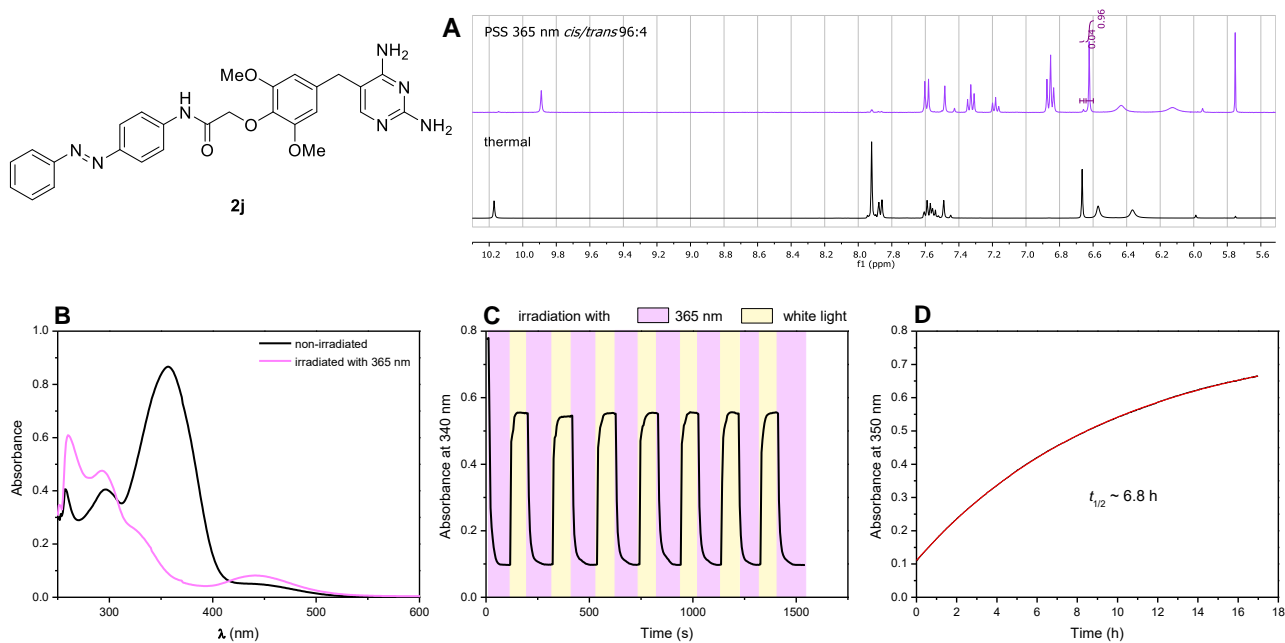 NH2
MeO
N
H
N
O
O
N
NH2
OMe
N
N
2j
A
PSS 365 nm cis/trans 96:4
0.04
0.96
thermal
10.2 10.0 9.8 9.6 9.4 9.2 9.0 8.8 8.6 8.4 8.2 8.0 7.8 7.6 7.4 7.2 7.0 6.8 6.6 6.4 6.2 6.0 5.8 5.6
f1 (ppm)
B
1.0
0.8
0.6
0.4
0.2
0.0
Absorbance
non-irradiated
irradiated with 365 nm
300 400 500 600
λ (nm)
C
irradiation with 365 nm white light
0.8
0.6
0.4
0.2
0.0
Absorbance at 340 nm
0 500 1000 1500
Time (s)
D
0.8
0.7
0.6
0.5
0.4
0.3
0.2
0.1
0.0
Absorbance at 350 nm
t1/2 ~ 6.8 h
0 2 4 6 8 10 12 14 16 18
Time (h)